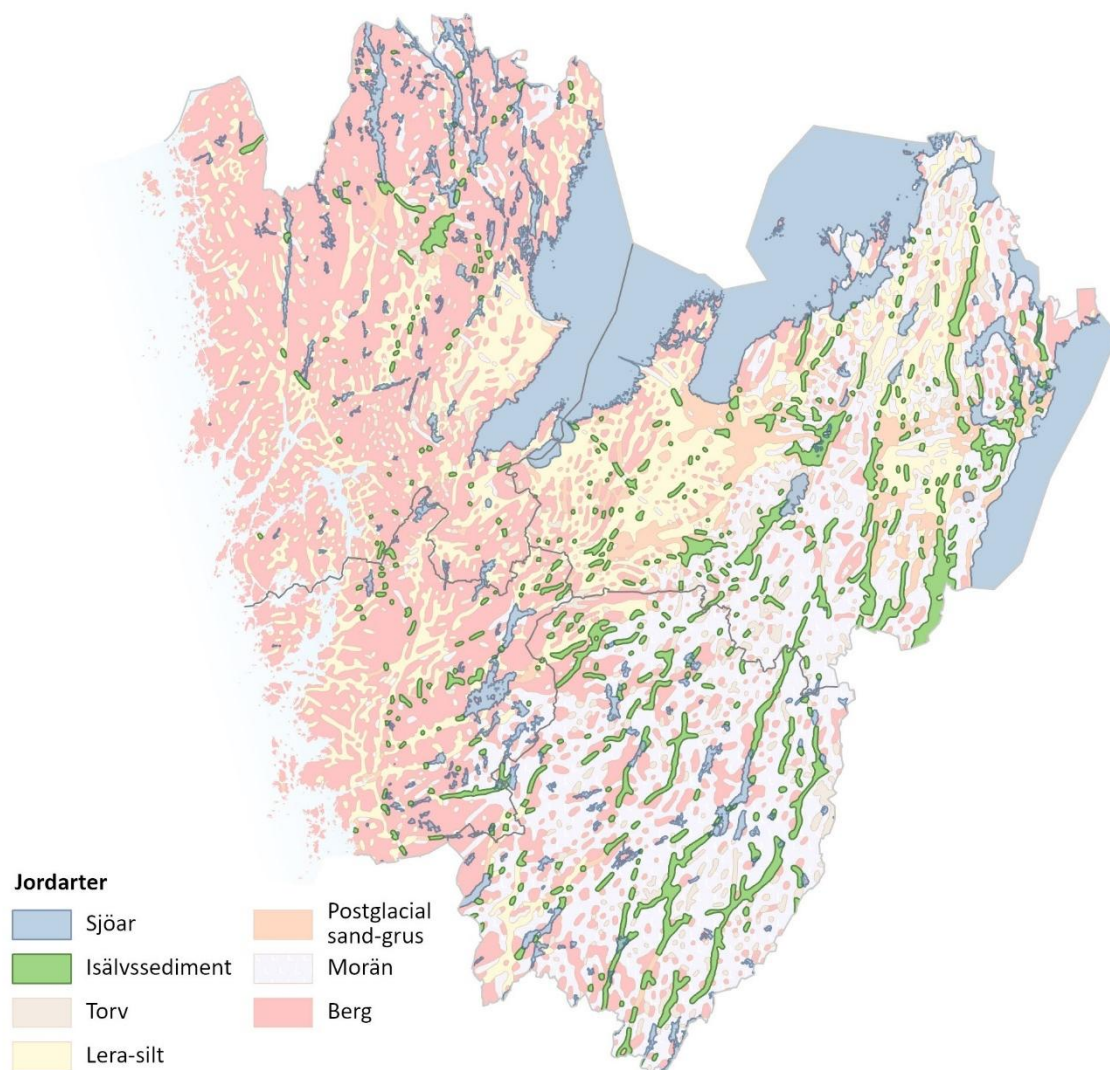 Jordarter
Sjöar
Isälvssediment
Torv
Lera-silt
Postglacial
sand-grus
Morän
Berg